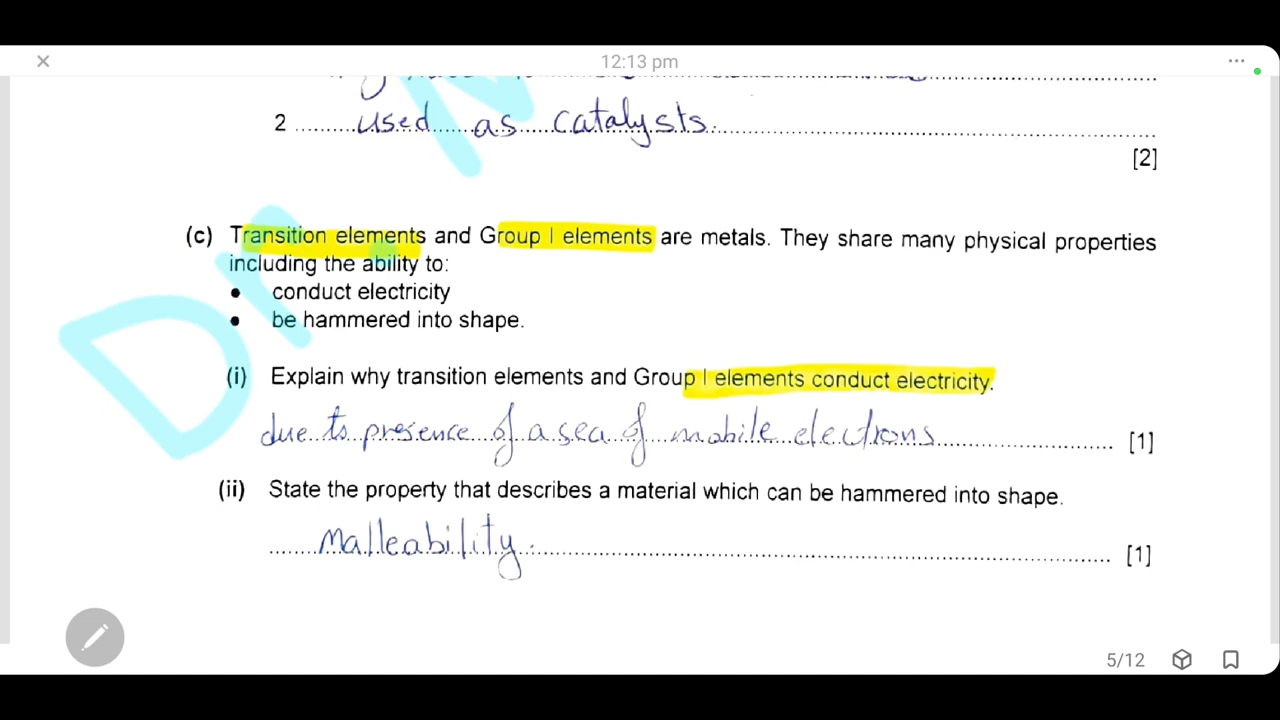 12:13 pm
2 used as catalysts.
[2]
(c) Transition elements and Group I elements are metals. They share many physical properties
including the ability to:
• conduct electricity
• be hammered into shape.
(i) Explain why transition elements and Group I elements conduct electricity.
due to presence of a sea of mobile electrons [1]
(ii) State the property that describes a material which can be hammered into shape.
Malleability. [1]
5/12